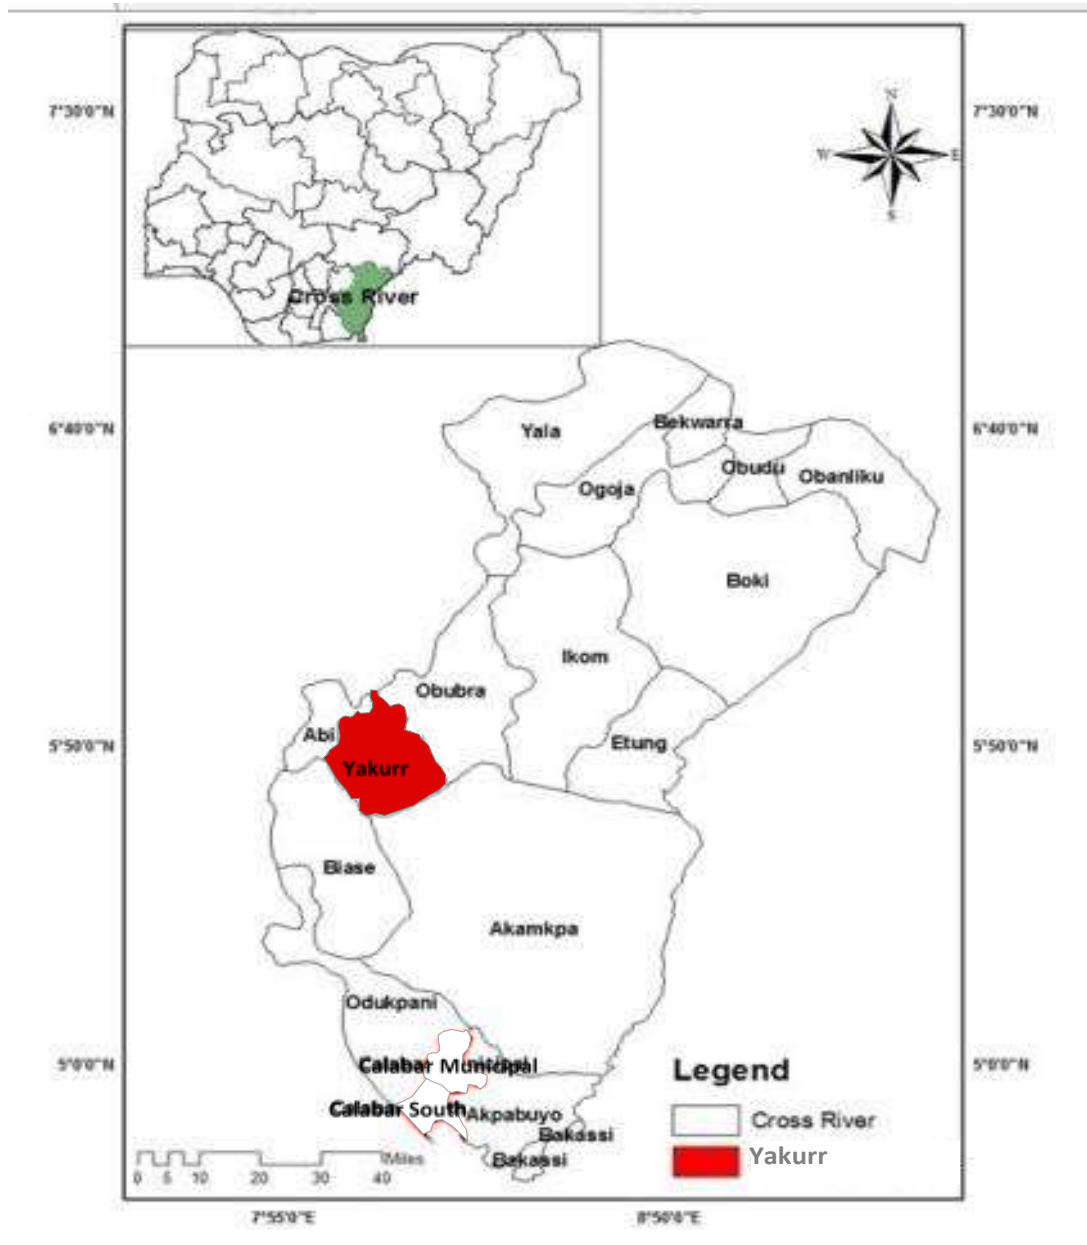 N
7°30'0"N
7°30'0"N
W
E
S
Cross River
6°40'0"N
Yala
Bekwarra
6°40'0"N
Obudu
Obanliku
Ogoja
Boki
Ikom
Obubra
Abi
5°50'0"N
Etung
5°50'0"N
Yakurr
Biase
Akamkpa
Odukpani
5°0'0"N
Calabar Municipal
Legend
5°0'0"N
Calabar South
Akpabuyo
Cross River
Bakassi
Yakurr
Bakassi
Miles
0 5 10 20 30 40
7°55'0"E
8°50'0"E